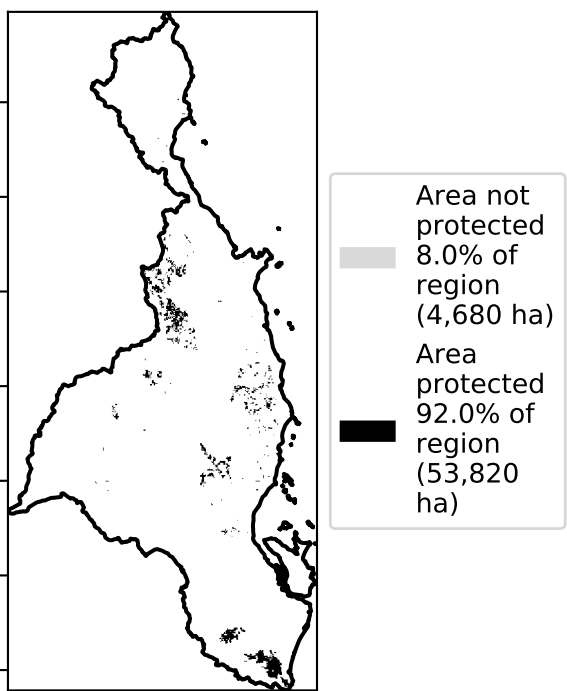 Area not
protected
8.0% of
region
(4,680 ha)
Area
protected
92.0% of
region
(53,820
ha)